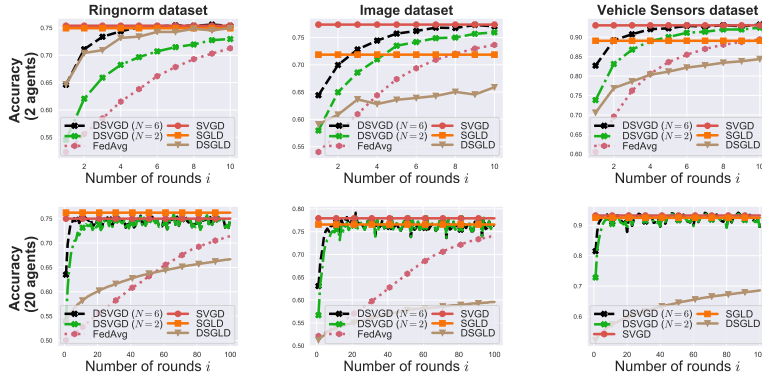 Ringnorm dataset
Image dataset
Vehicle Sensors dataset
Accuracy
(2 agents)
0.75
0.70
0.65
0.60
0.55
DSVGD (N = 6)
DSVGD (N = 2)
FedAvg
SVGD
SGLD
DSGLD
2
4
6
8
10
Number of rounds i
0.75
0.70
0.65
0.60
0.55
DSVGD (N = 6)
DSVGD (N = 2)
FedAvg
SVGD
SGLD
DSGLD
2
4
6
8
10
Number of rounds i
0.90
0.85
0.80
0.75
0.70
0.65
0.60
DSVGD (N = 6)
DSVGD (N = 2)
FedAvg
SVGD
SGLD
DSGLD
2
4
6
8
10
Number of rounds i
Accuracy
(20 agents)
0.75
0.70
0.65
0.60
0.55
0.50
DSVGD (N = 6)
DSVGD (N = 2)
FedAvg
SVGD
SGLD
DSGLD
0
20
40
60
80
100
Number of rounds i
0.80
0.75
0.70
0.65
0.60
0.55
0.50
DSVGD (N = 6)
DSVGD (N = 2)
FedAvg
SVGD
SGLD
DSGLD
0
20
40
60
80
100
Number of rounds i
0.9
0.8
0.7
0.6
DSVGD (N = 6)
DSVGD (N = 2)
SVGD
SGLD
DSGLD
0
20
40
60
80
100
Number of rounds i